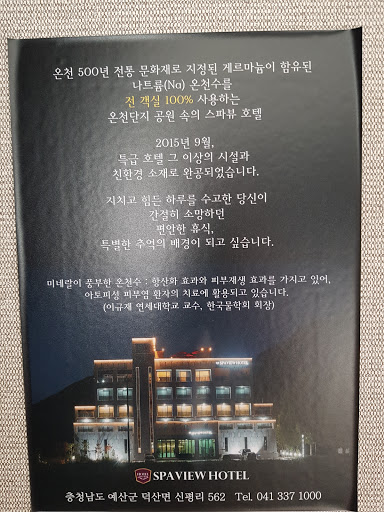 온천 500년 전통 문화재로 지정된 게르마늄이 함유된
나트륨(Na) 온천수를
전 객실 100% 사용하는
온천단지 공원 속의 스파뷰 호텔
2015년 9월,
특급 호텔 그 이상의 시설과
친환경 소재로 완공되었습니다.
지치고 힘든 하루를 수고한 당신이
간절히 소망하던
편안한 휴식,
특별한 추억의 배경이 되고 싶습니다.
미네랄이 풍부한 온천수 : 항산화 효과와 피부재생 효과를 가지고 있어,
아토피성 피부염 환자의 치료에 활용되고 있습니다.
(이규재 연세대학교 교수, 한국물학회 회장)
SPAVIEW HOTEL
충청남도 예산군 덕산면 신평리 562 Tel. 041 337 1000